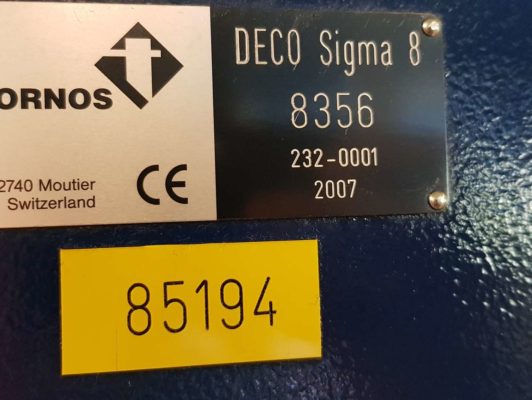 ORNOS
t
2740 Moutier
Switzerland
CE
DECO Sigma 8
8356
232-0001
2007
85194